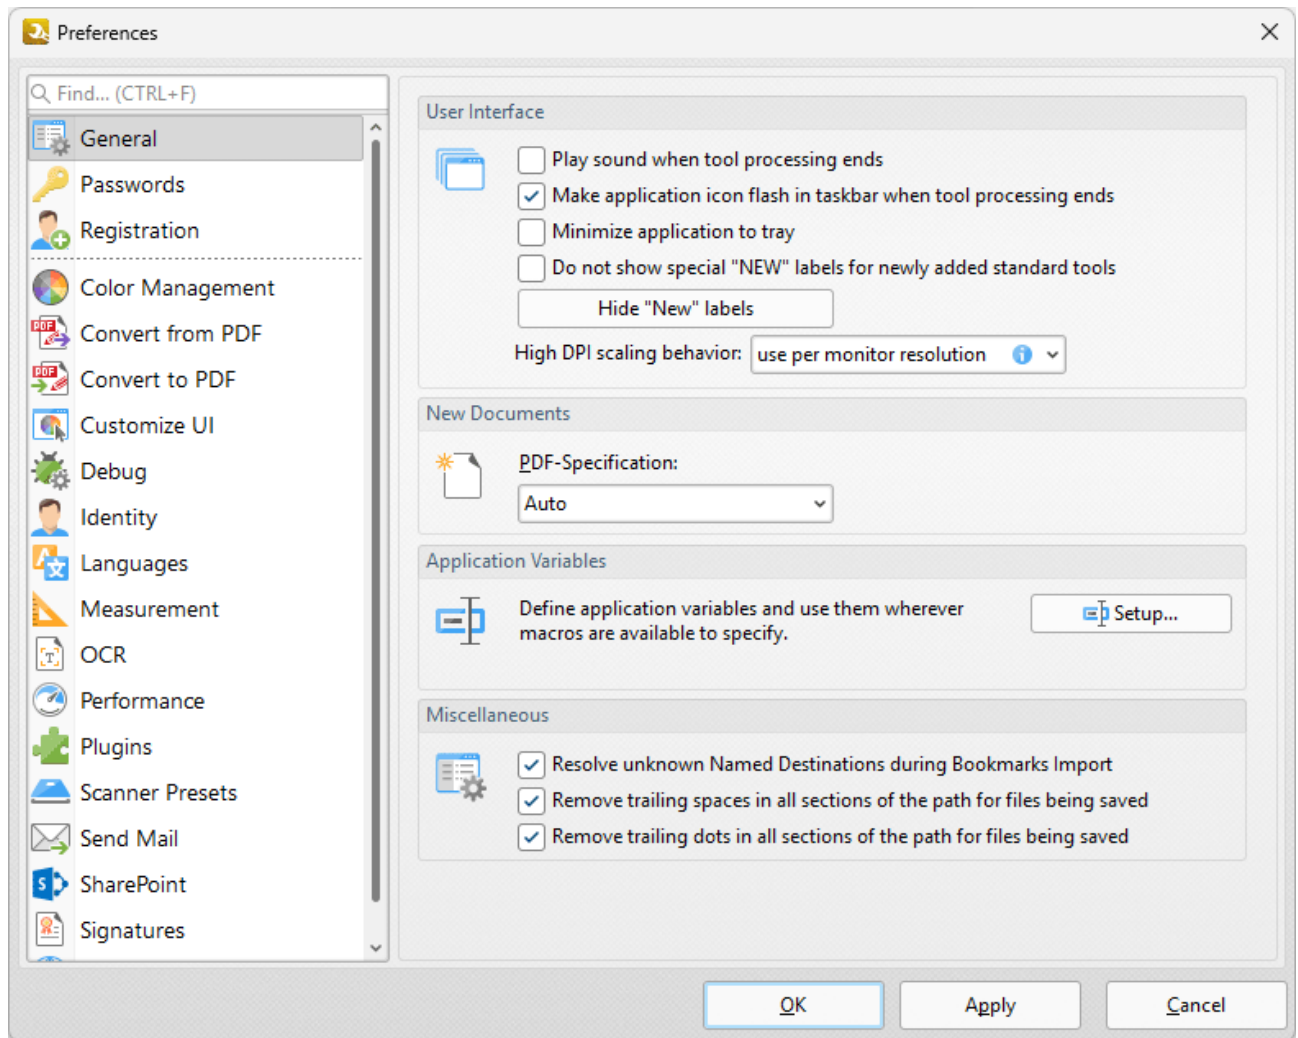 Preferences
Find... (CTRL+F)
General
Passwords
Registration
Color Management
Convert from PDF
Convert to PDF
Customize UI
Debug
Identity
Languages
Measurement
OCR
Performance
Plugins
Scanner Presets
Send Mail
SharePoint
Signatures
User Interface
Play sound when tool processing ends
Make application icon flash in taskbar when tool processing ends
Minimize application to tray
Do not show special "NEW" labels for newly added standard tools
Hide "New" labels
High DPI scaling behavior: use per monitor resolution
New Documents
PDF-Specification:
Auto
Application Variables
Define application variables and use them wherever
macros are available to specify.
Setup...
Miscellaneous
Resolve unknown Named Destinations during Bookmarks Import
Remove trailing spaces in all sections of the path for files being saved
Remove trailing dots in all sections of the path for files being saved
OK
Apply
Cancel